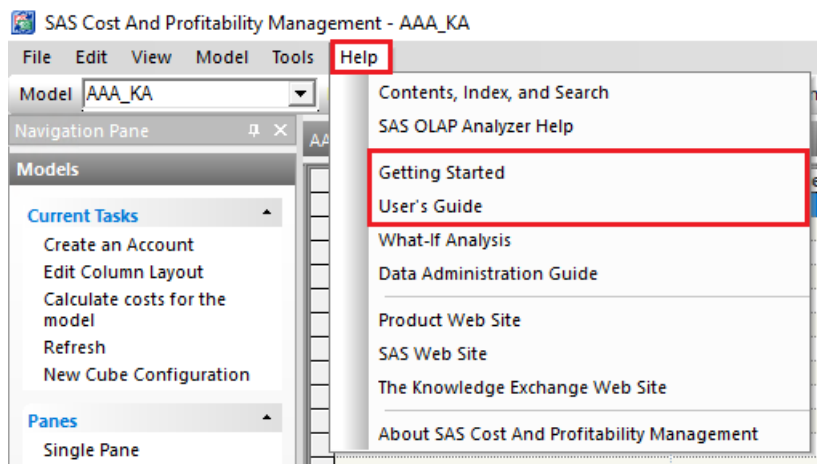 SAS Cost And Profitability Management - AAA_KA
File Edit View Model Tools Help
Model AAA_KA
Navigation Pane
Models
Current Tasks
Create an Account
Edit Column Layout
Calculate costs for the
model
Refresh
New Cube Configuration
Panes
Single Pane
Contents, Index, and Search
SAS OLAP Analyzer Help
Getting Started
User's Guide
What-If Analysis
Data Administration Guide
Product Web Site
SAS Web Site
The Knowledge Exchange Web Site
About SAS Cost And Profitability Management